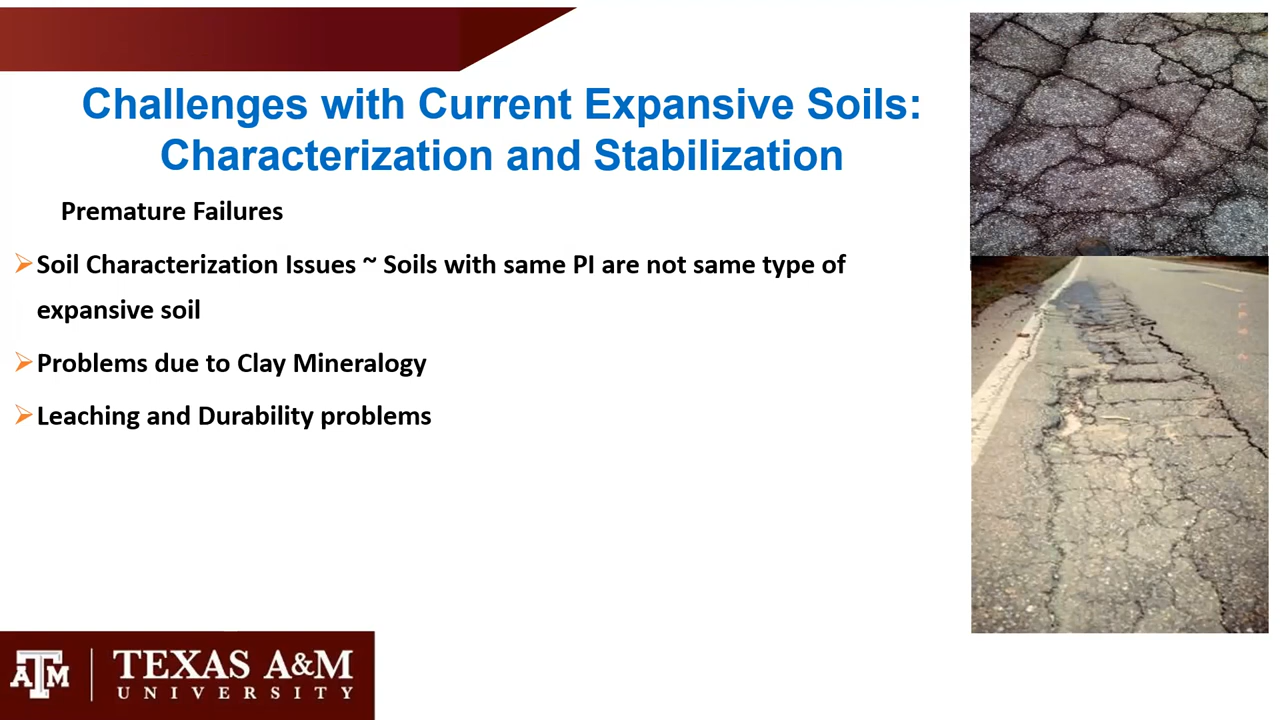 Challenges with Current Expansive Soils:
Characterization and Stabilization
Premature Failures
Soil Characterization Issues ~ Soils with same PI are not same type of
expansive soil
Problems due to Clay Mineralogy
Leaching and Durability problems
ATM
TEXAS A&M
UNIVERSITY